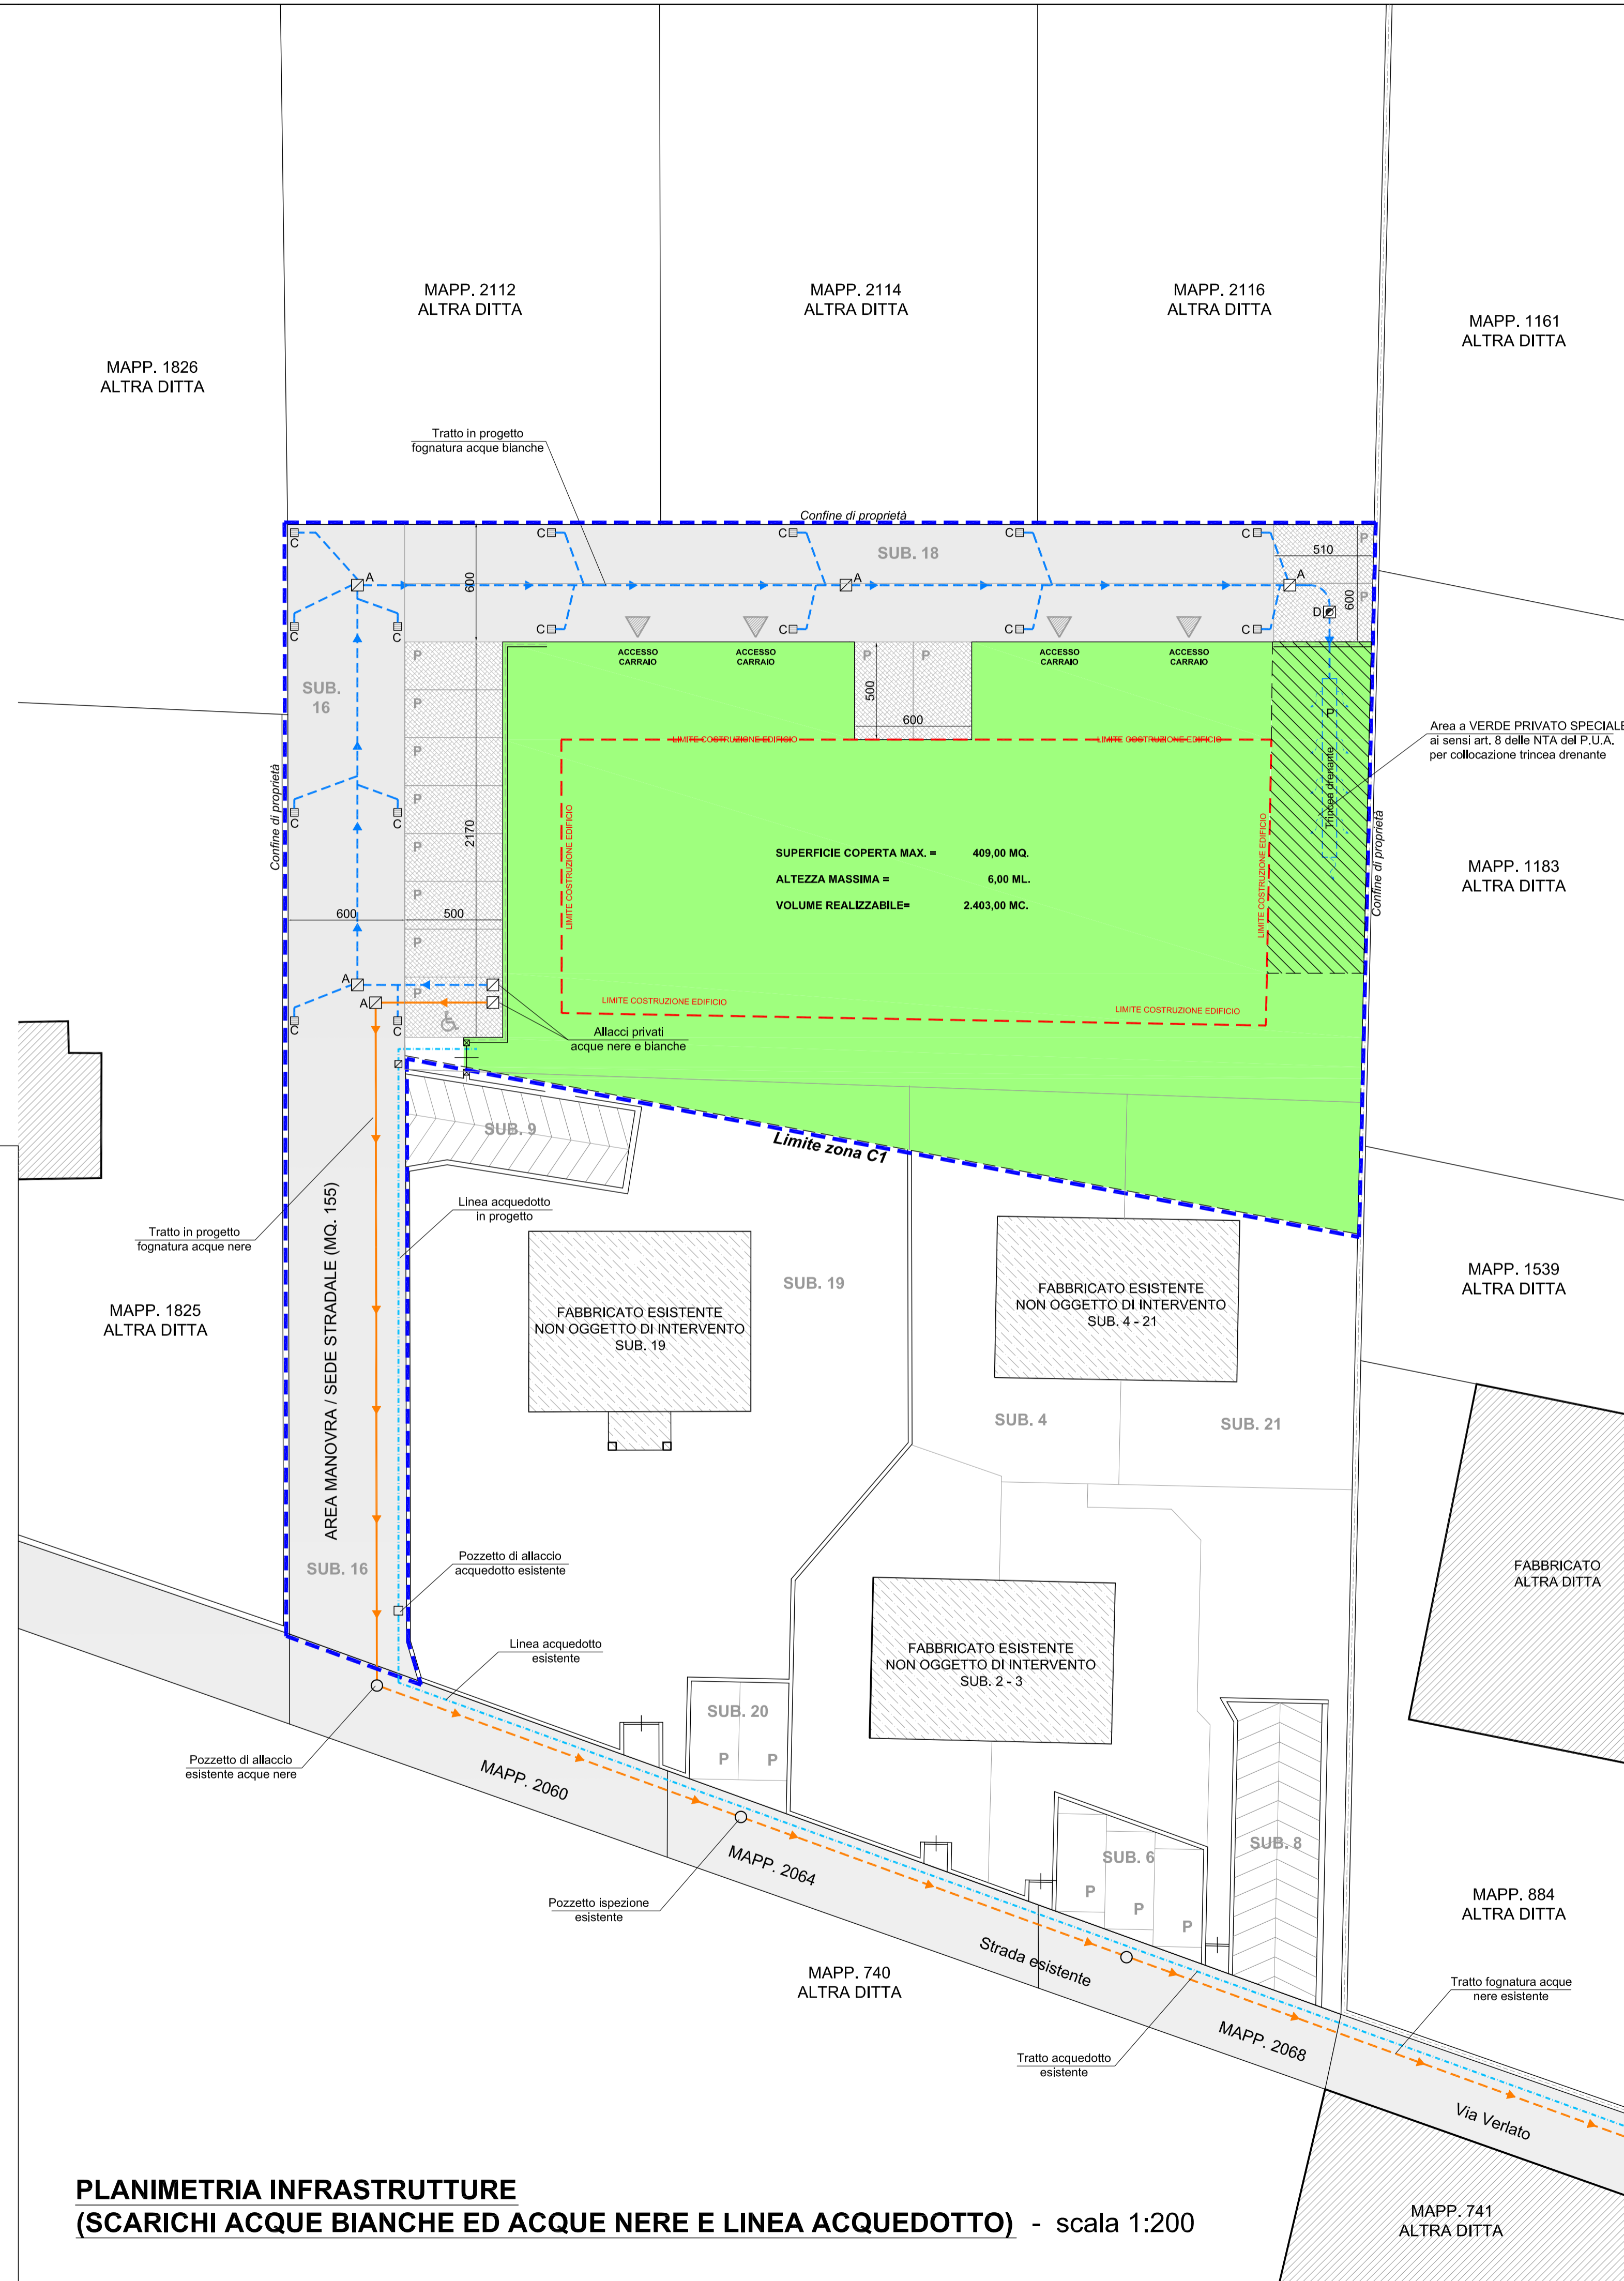 MAPP. 2112
ALTRA DITTA
MAPP. 2114
ALTRA DITTA
MAPP. 2116
ALTRA DITTA
MAPP. 1161
ALTRA DITTA
MAPP. 1826
ALTRA DITTA
Tratto in progetto
fognatura acque bianche
Confine di proprietà
C
C
C
C
C
SUB. 18
510
P
A
A
A
600
600
P
D
C
C
C
C
C
C
ACCESSO
CARRAIO
ACCESSO
CARRAIO
ACCESSO
CARRAIO
ACCESSO
CARRAIO
P
P
P
SUB.
16
P
500
600
P
Area a VERDE PRIVATO SPECIALE
ai sensi art. 8 delle NTA del P.U.A.
per collocazione trincea drenante
Trincea drenante
LIMITE COSTRUZIONE EDIFICIO
LIMITE COSTRUZIONE EDIFICIO
P
P
P
P
P
Confine di proprietà
C
C
2170
LIMITE COSTRUZIONE EDIFICIO
LIMITE COSTRUZIONE EDIFICIO
Confine di proprietà
SUPERFICIE COPERTA MAX. = 409,00 MQ.
ALTEZZA MASSIMA = 6,00 ML.
VOLUME REALIZZABILE= 2.403,00 MC.
MAPP. 1183
ALTRA DITTA
600
500
A
A
P
C
C
LIMITE COSTRUZIONE EDIFICIO
LIMITE COSTRUZIONE EDIFICIO
Allacci privati
acque nere e bianche
SUB. 9
Limite zona C1
Linea acquedotto
in progetto
Tratto in progetto
fognatura acque nere
AREA MANOVRA / SEDE STRADALE (MQ. 155)
MAPP. 1825
ALTRA DITTA
SUB. 19
FABBRICATO ESISTENTE
NON OGGETTO DI INTERVENTO
SUB. 19
FABBRICATO ESISTENTE
NON OGGETTO DI INTERVENTO
SUB. 4 - 21
MAPP. 1539
ALTRA DITTA
SUB. 4
SUB. 21
SUB. 16
Pozzetto di allaccio
acquedotto esistente
FABBRICATO
ALTRA DITTA
Linea acquedotto
esistente
FABBRICATO ESISTENTE
NON OGGETTO DI INTERVENTO
SUB. 2 - 3
SUB. 20
P
P
Pozzetto di allaccio
esistente acque nere
MAPP. 2060
MAPP. 2064
SUB. 6
P
P
P
SUB. 8
Pozzetto ispezione
esistente
MAPP. 884
ALTRA DITTA
Strada esistente
MAPP. 740
ALTRA DITTA
Tratto fognatura acque
nere esistente
MAPP. 2068
Tratto acquedotto
esistente
Via Verlato
PLANIMETRIA INFRASTRUTTURE
(SCARICHI ACQUE BIANCHE ED ACQUE NERE E LINEA ACQUEDOTTO) - scala 1:200
MAPP. 741
ALTRA DITTA